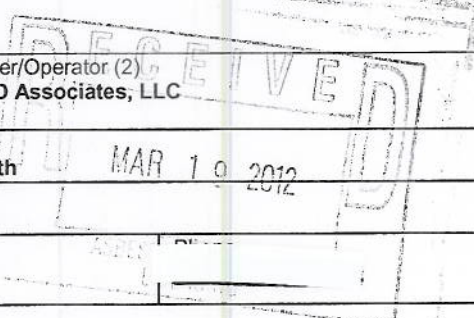 RECEIVED
er/Operator (2)
D Associates, LLC
th
MAR 19 2012